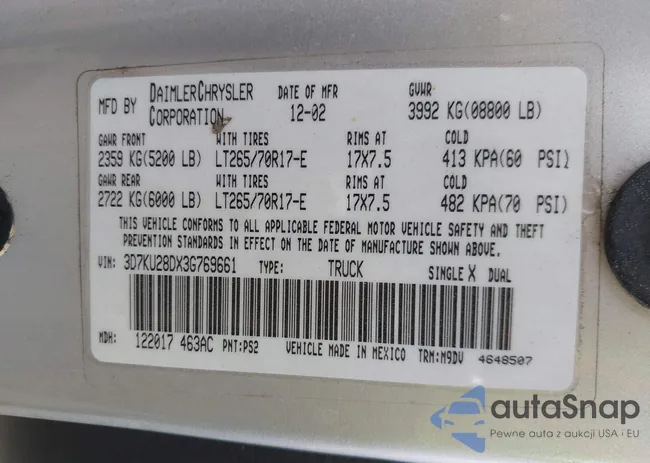 MFD BY DAIMLERCHRYSLER CORPORATION DATE OF MFR 12-02 GVWR 3992 KG(08800 LB)
GAWR FRONT WITH TIRES RIMS AT COLD
2359 KG(5200 LB) LT265/70R17-E 17X7.5 413 KPA(60 PSI)
GAWR REAR WITH TIRES RIMS AT COLD
2722 KG(6000 LB) LT265/70R17-E 17X7.5 482 KPA(70 PSI)
THIS VEHICLE CONFORMS TO ALL APPLICABLE FEDERAL MOTOR VEHICLE SAFETY AND THEFT
PREVENTION STANDARDS IN EFFECT ON THE DATE OF MANUFACTURE SHOWN ABOVE.
VIN: 3D7KU28DX3G769661 TYPE: TRUCK SINGLE X DUAL
MDH: 122017 463AC PNT:PS2 VEHICLE MADE IN MEXICO TRM:M9DV 4648507
autaSnap
Pewne auta z aukcji USA i EU